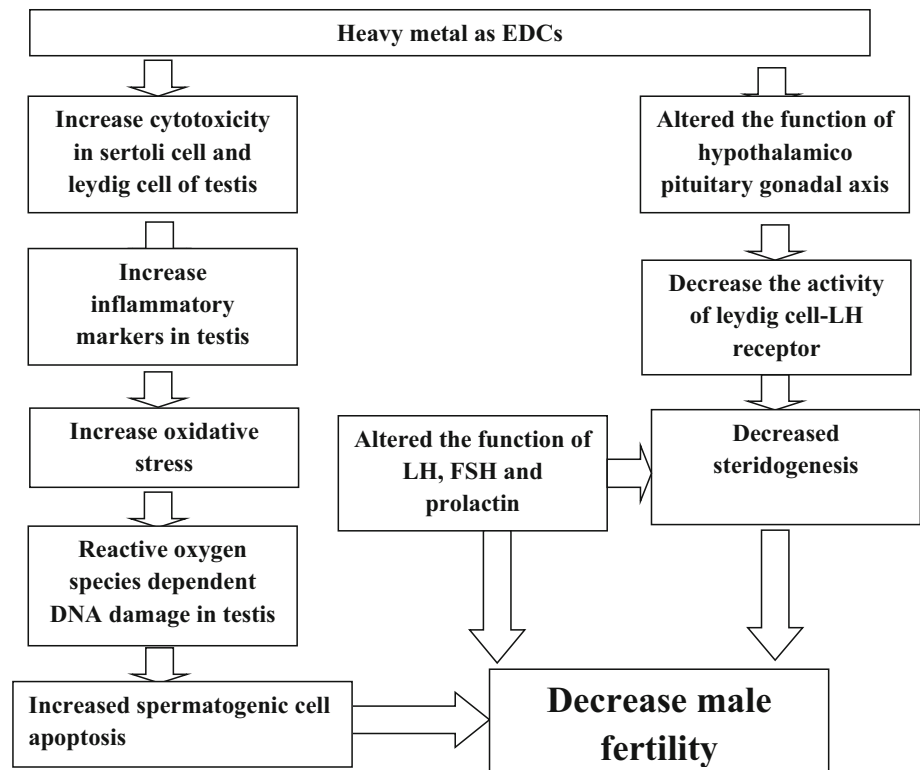 Heavy metal as EDCs
Increase cytotoxicity
in sertoli cell and
leydig cell of testis
Increase
inflammatory
markers in testis
Increase oxidative
stress
Reactive oxygen
species dependent
DNA damage in testis
Increased spermatogenic cell
apoptosis
Altered the function of
hypothalamico
pituitary gonadal axis
Decrease the activity
of leydig cell-LH
receptor
Decreased
steridogenesis
Altered the function of
LH, FSH and
prolactin
Decrease male
fertility